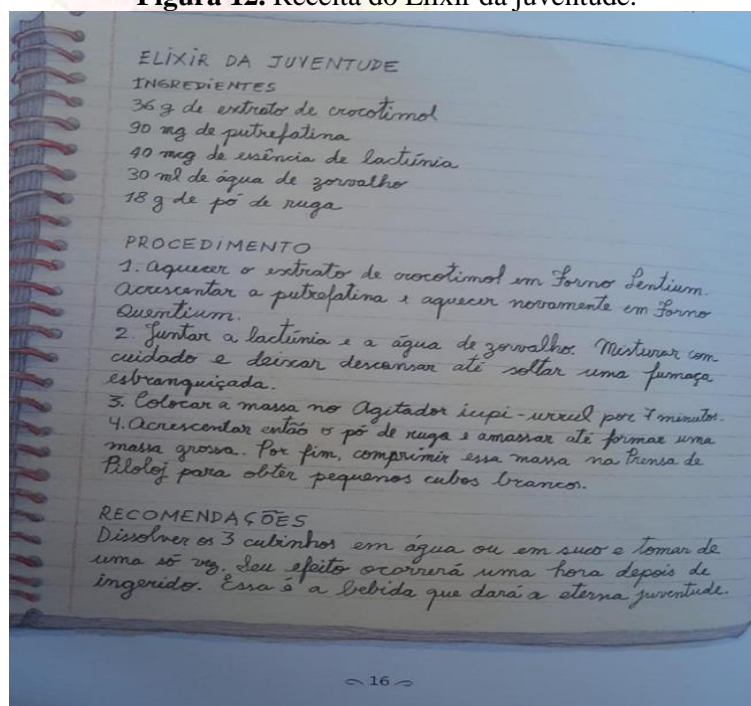 Figura 12. Receita do Elixir da juventude.
ELIXIR DA JUVENTUDE
INGREDIENTES
36 g de extrato de crocotimol
90 mg de putrefatina
40 mcg de essência de lactúnia
30 ml de água de zorvalho
18 g de pó de ruga
PROCEDIMENTO
1. Aquecer o extrato de crocotimol em Forno Lentium.
Acrescentar a putrefatina e aquecer novamente em Forno
Quentium.
2. Juntar a lactúnia e a água de zorvalho. Misturar com
cuidado e deixar descansar até soltar uma fumaça
esbranquiçada.
3. Colocar a massa no Agitador icupi-urrul por 7 minutos.
4. Acrescentar então o pó de ruga e amassar até formar uma
massa grossa. Por fim, comprimir essa massa na Prensa de
Piloloj para obter pequenos cubos brancos.
RECOMENDAÇÕES
Dissolver os 3 cubinhos em água ou em suco e tomar de
uma só vez. Seu efeito ocorrerá uma hora depois de
ingerido. Essa é a bebida que dará a eterna juventude.
16